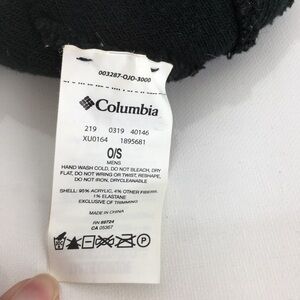 003287-OJO-3000
Columbia
219 0319 40146
XU0164 1895681
O/S
MENS
HAND WASH COLD, DO NOT BLEACH, DRY
FLAT, DO NOT WRING OR TWIST, RESHAPE,
DO NOT IRON, DRYCLEANABLE
SHELL: 95% ACRYLIC, 4% OTHER FIBERS,
1% ELASTANE
EXCLUSIVE OF TRIMMING
MADE IN CHINA
RN 69724
CA 05367
P